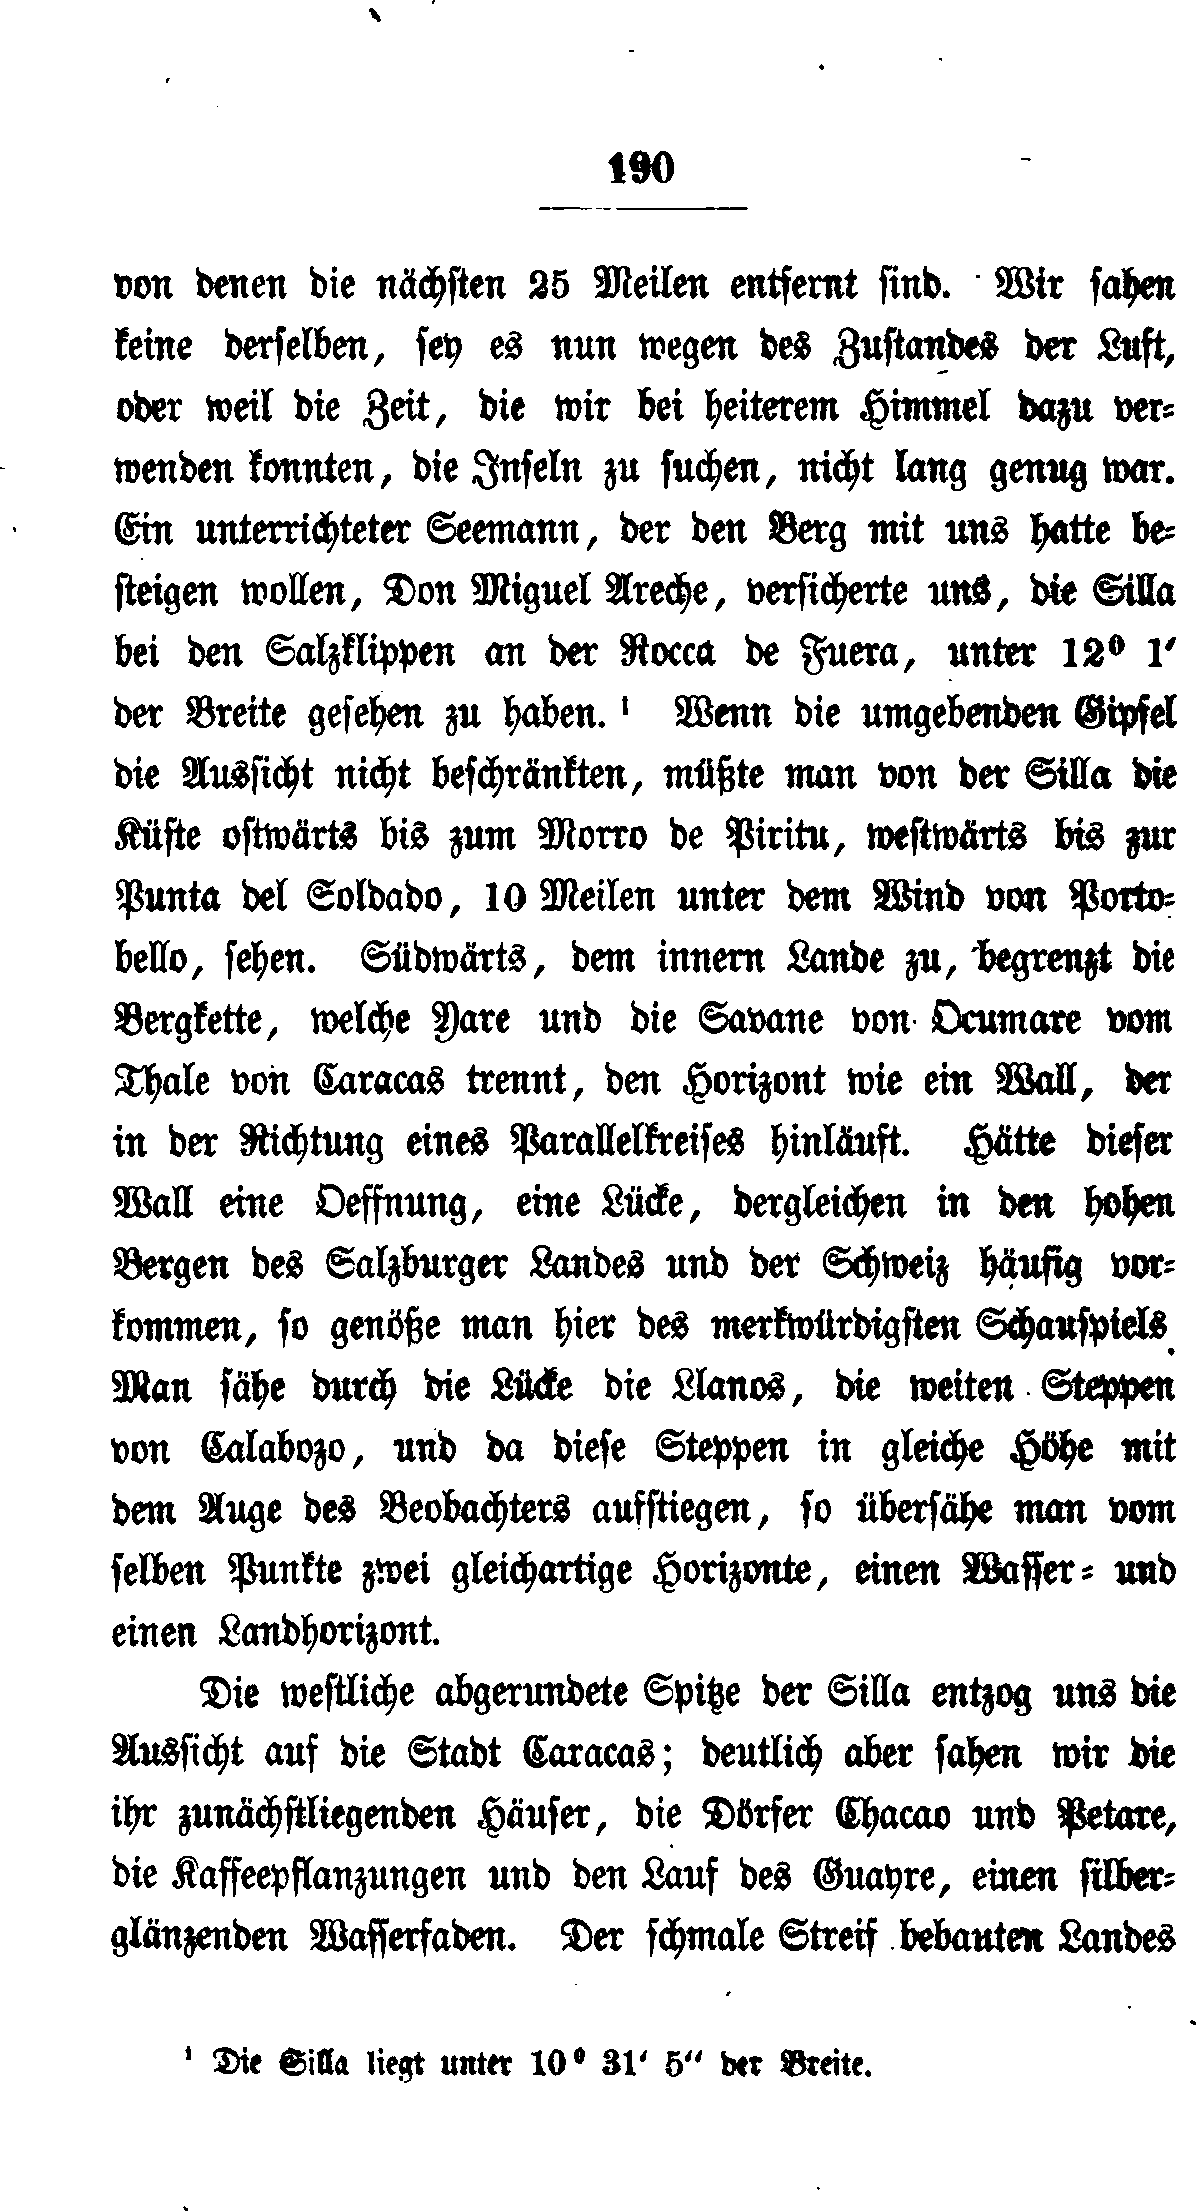 190
von denen die nächsten 25 Meilen entfernt sind. Wir sahen
keine derselben, sey es nun wegen des Zustandes der Luft,
oder weil die Zeit, die wir bei heiterem Himmel dazu ver-
wenden konnten, die Inseln zu suchen, nicht lang genug war.
Ein unterrichteter Seemann, der den Berg mit uns hatte be-
steigen wollen, Don Miguel Areche, versicherte uns, die Silla
bei den Salzklippen an der Rocca de Fuera, unter 12° 1′
der Breite gesehen zu haben. ¹ Wenn die umgebenden Gipfel
die Aussicht nicht beschränkten, müßte man von der Silla die
Küste ostwärts bis zum Morro de Piritu, westwärts bis zur
Punta del Soldado, 10 Meilen unter dem Wind von Porto-
bello, sehen. Südwärts, dem innern Lande zu, begrenzt die
Bergkette, welche Yare und die Savane von Ocumare vom
Thale von Caracas trennt, den Horizont wie ein Wall, der
in der Richtung eines Parallelkreises hinläuft. Hätte dieser
Wall eine Oeffnung, eine Lücke, dergleichen in den hohen
Bergen des Salzburger Landes und der Schweiz häufig vor-
kommen, so genöße man hier des merkwürdigsten Schauspiels.
Man sähe durch die Lücke die Llanos, die weiten Steppen
von Calabozo, und da diese Steppen in gleiche Höhe mit
dem Auge des Beobachters aufstiegen, so übersähe man vom
selben Punkte zwei gleichartige Horizonte, einen Wasser- und
einen Landhorizont.
Die westliche abgerundete Spitze der Silla entzog uns die
Aussicht auf die Stadt Caracas; deutlich aber sahen wir die
ihr zunächstliegenden Häuser, die Dörfer Chacao und Petare,
die Kaffeepflanzungen und den Lauf des Guayre, einen silber-
glänzenden Wasserfaden. Der schmale Streif bebauten Landes
¹ Die Silla liegt unter 10° 31′ 5″ der Breite.